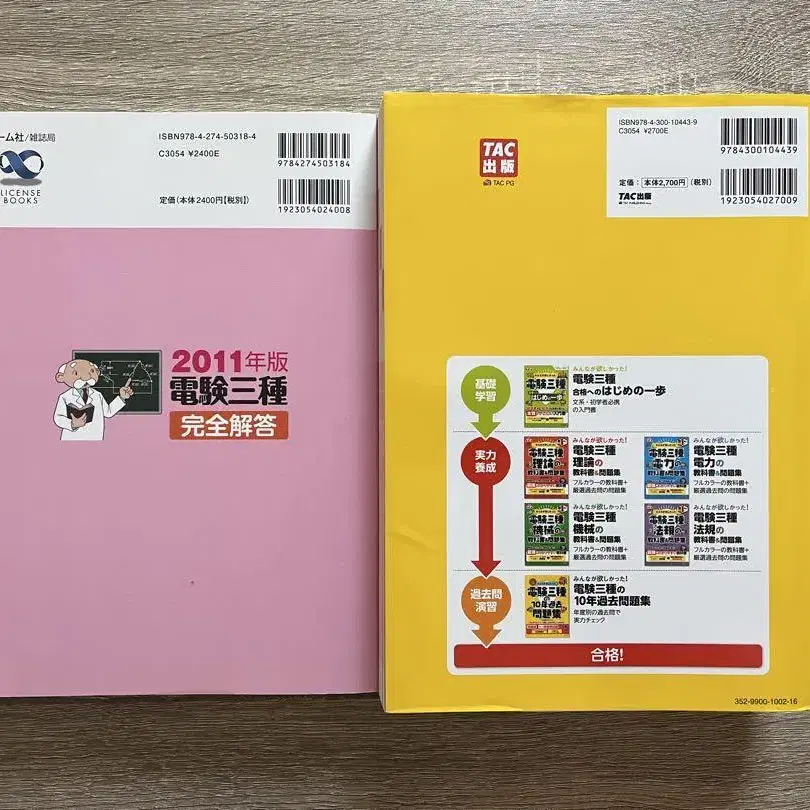 ーム社/雑誌局
LICENSE
BOOKS
ISBN978-4-274-50318-4
C3054 ¥2400E
定価(本体2400円【税別】)
9784274503184
1923054024008
2011年版
電験三種
完全解答
TAC
出版
TAC PG
ISBN978-4-300-10443-9
C3054 ¥2700E
定価: 本体2,700円 (税別)
TAC出版
9784300104439
1923054027009
基礎
学習
みんなが欲しかった!
電験三種
合格へのはじめの一歩
文系・初学者必携
の入門書
実力
養成
みんなが欲しかった!
電験三種
理論の
教科書&問題集
フルカラーの教科書+
厳選過去問の問題集
みんなが欲しかった!
電験三種
電力の
教科書&問題集
フルカラーの教科書+
厳選過去問の問題集
みんなが欲しかった!
電験三種
機械の
教科書&問題集
フルカラーの教科書+
厳選過去問の問題集
みんなが欲しかった!
電験三種
法規の
教科書&問題集
フルカラーの教科書+
厳選過去問の問題集
過去問
演習
みんなが欲しかった!
電験三種の
10年過去問題集
年度別の過去問で
実力チェック
合格!
352-9900-1002-16